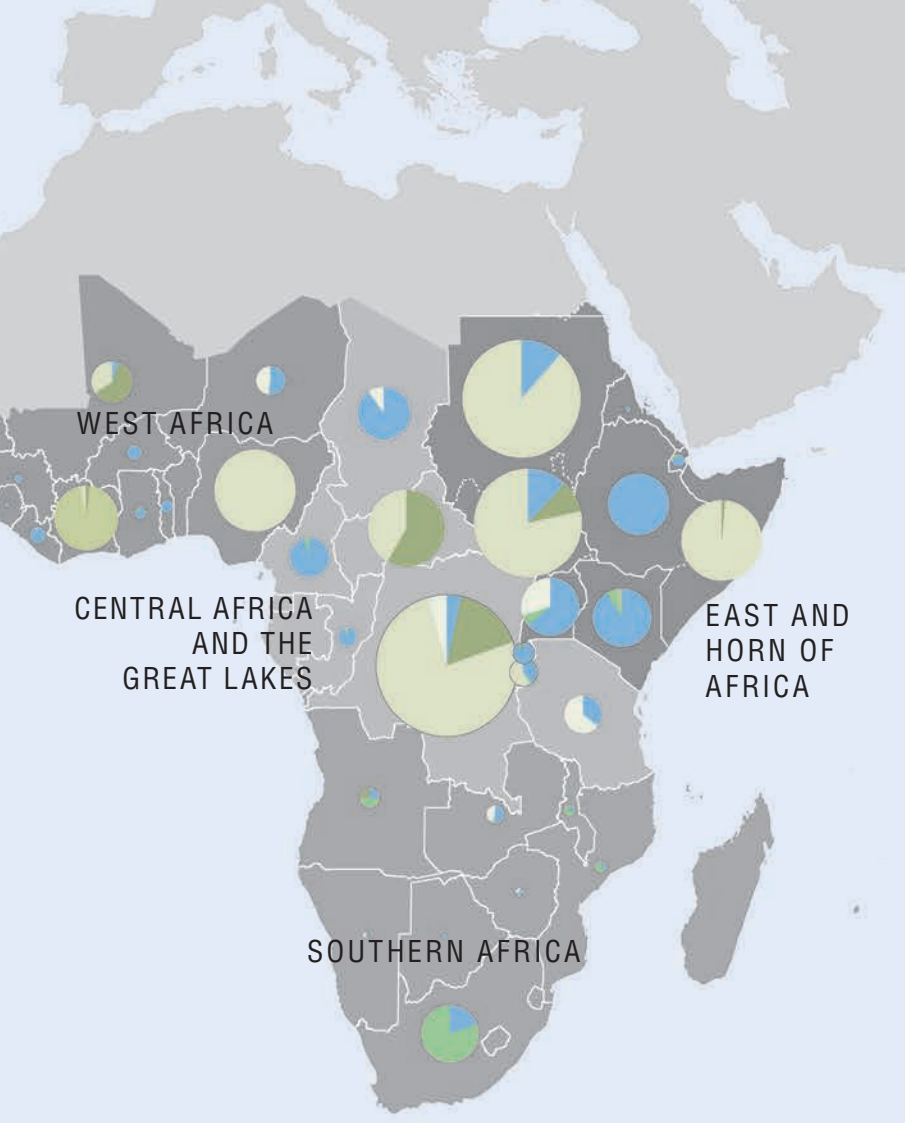 WEST AFRICA
CENTRAL AFRICA
AND THE
GREAT LAKES
EAST AND
HORN OF
AFRICA
SOUTHERN AFRICA